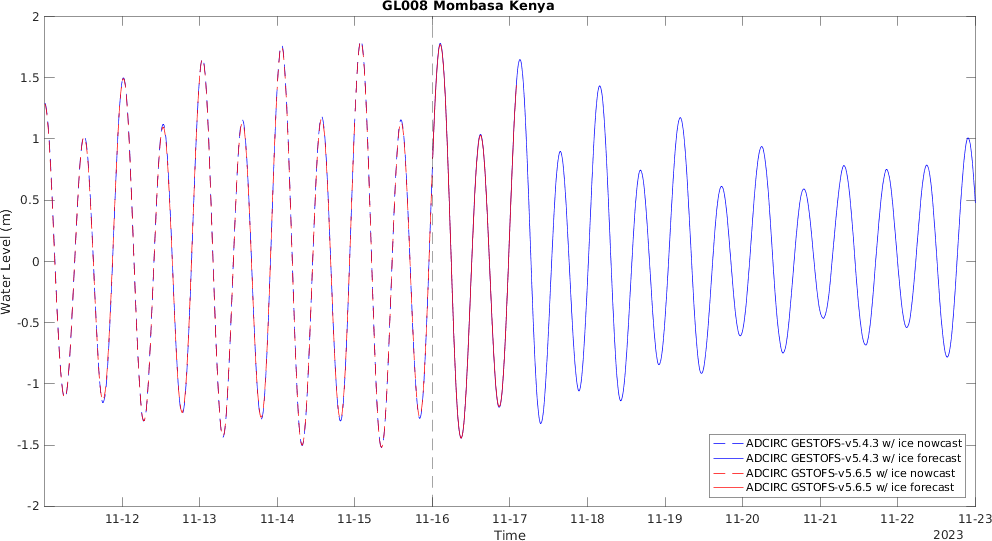 GL008 Mombasa Kenya
2
1.5
1
0.5
0
-0.5
-1
-1.5
-2
Water Level (m)
ADCIRC GESTOFS-v5.4.3 w/ ice nowcast
ADCIRC GESTOFS-v5.4.3 w/ ice forecast
ADCIRC GSTOFS-v5.6.5 w/ ice nowcast
ADCIRC GSTOFS-v5.6.5 w/ ice forecast
11-12 11-13 11-14 11-15 11-16 11-17 11-18 11-19 11-20 11-21 11-22 11-23
Time
2023